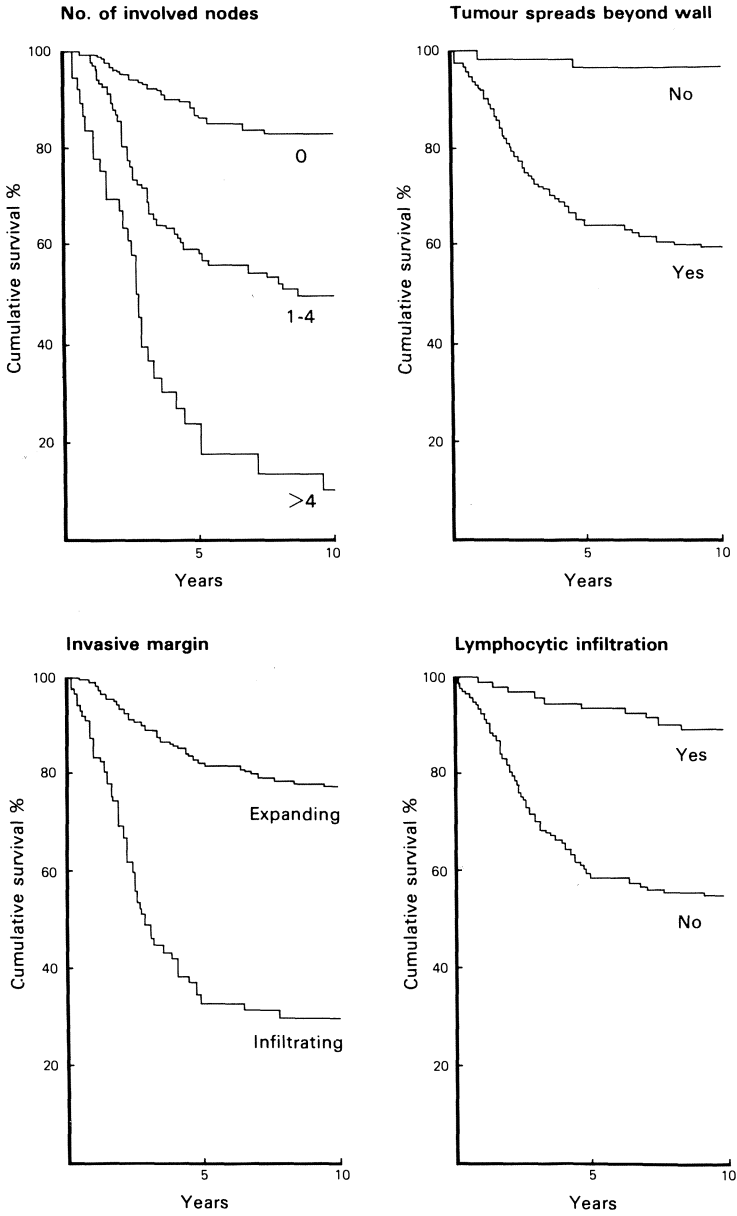 No. of involved nodes
100
80
60
40
20
Cumulative survival %
0
1-4
>4
5
10
Years
Tumour spreads beyond wall
100
80
60
40
20
Cumulative survival %
No
Yes
5
10
Years
Invasive margin
100
80
60
40
20
Cumulative survival %
Expanding
Infiltrating
5
10
Years
Lymphocytic infiltration
100
80
60
40
20
Cumulative survival %
Yes
No
5
10
Years